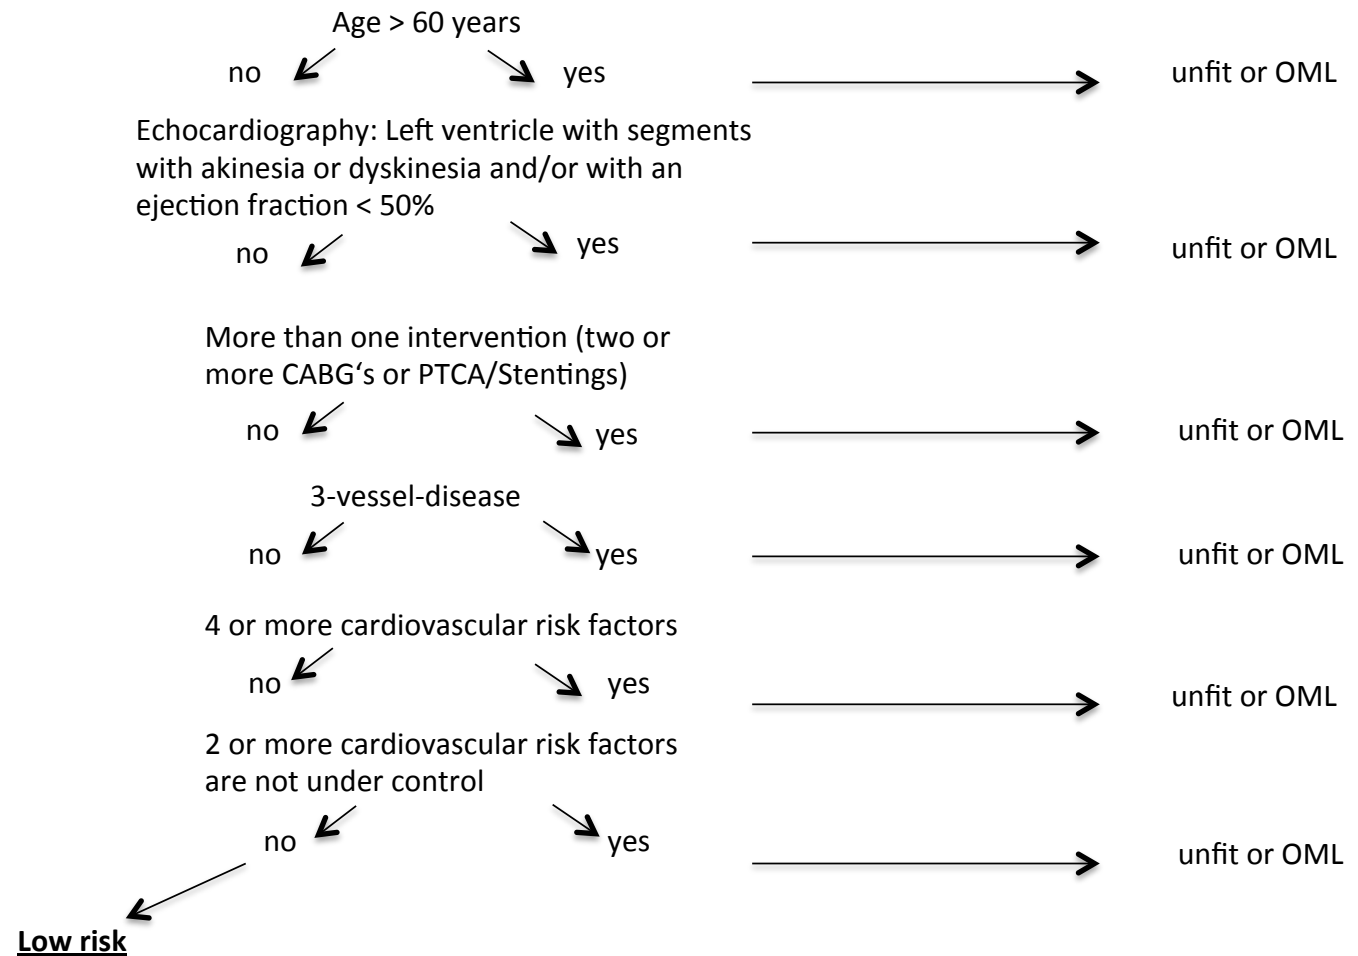 Age > 60 years
no
yes
unfit or OML
Echocardiography: Left ventricle with segments
with akinesia or dyskinesia and/or with an
ejection fraction < 50%
no
yes
unfit or OML
More than one intervention (two or
more CABG‘s or PTCA/Stentings)
no
yes
unfit or OML
3-vessel-disease
no
yes
unfit or OML
4 or more cardiovascular risk factors
no
yes
unfit or OML
2 or more cardiovascular risk factors
are not under control
no
yes
unfit or OML
Low risk